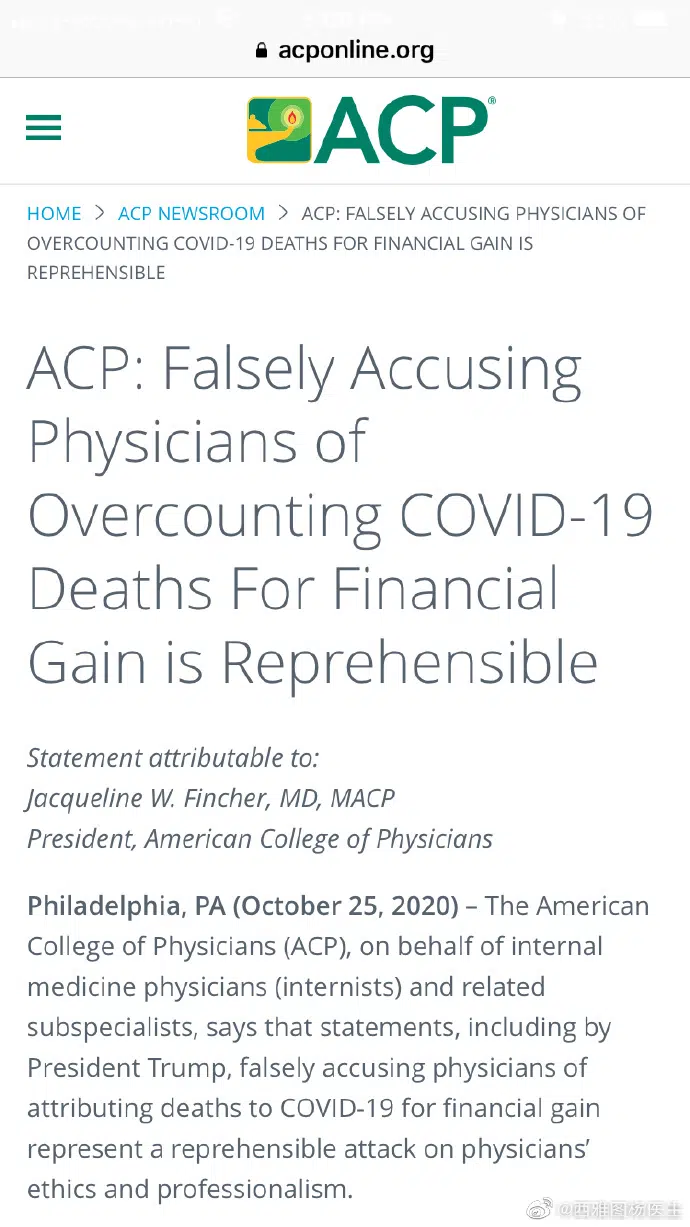 acponline.org
ACP®
HOME > ACP NEWSROOM > ACP: FALSELY ACCUSING PHYSICIANS OF
OVERCOUNTING COVID-19 DEATHS FOR FINANCIAL GAIN IS
REPREHENSIBLE
ACP: Falsely Accusing
Physicians of
Overcounting COVID-19
Deaths For Financial
Gain is Reprehensible
Statement attributable to:
Jacqueline W. Fincher, MD, MACP
President, American College of Physicians
Philadelphia, PA (October 25, 2020) – The American
College of Physicians (ACP), on behalf of internal
medicine physicians (internists) and related
subspecialists, says that statements, including by
President Trump, falsely accusing physicians of
attributing deaths to COVID-19 for financial gain
represent a reprehensible attack on physicians’
ethics and professionalism.
@西雅图杨医生